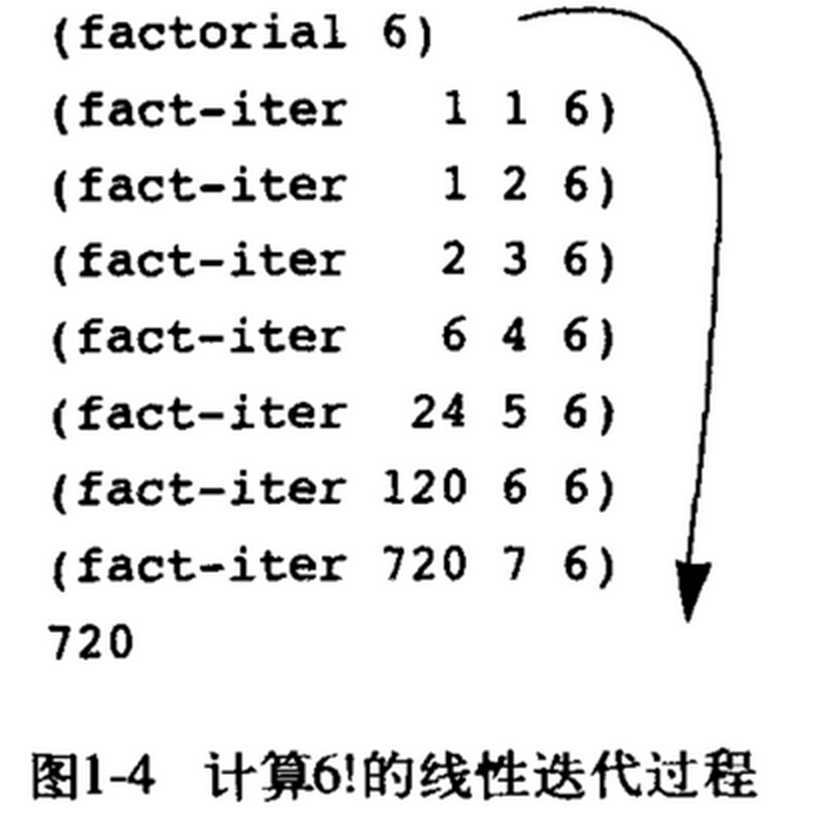 (factorial 6)
(fact-iter 1 1 6)
(fact-iter 1 2 6)
(fact-iter 2 3 6)
(fact-iter 6 4 6)
(fact-iter 24 5 6)
(fact-iter 120 6 6)
(fact-iter 720 7 6)
720
图1-4 计算6!的线性迭代过程